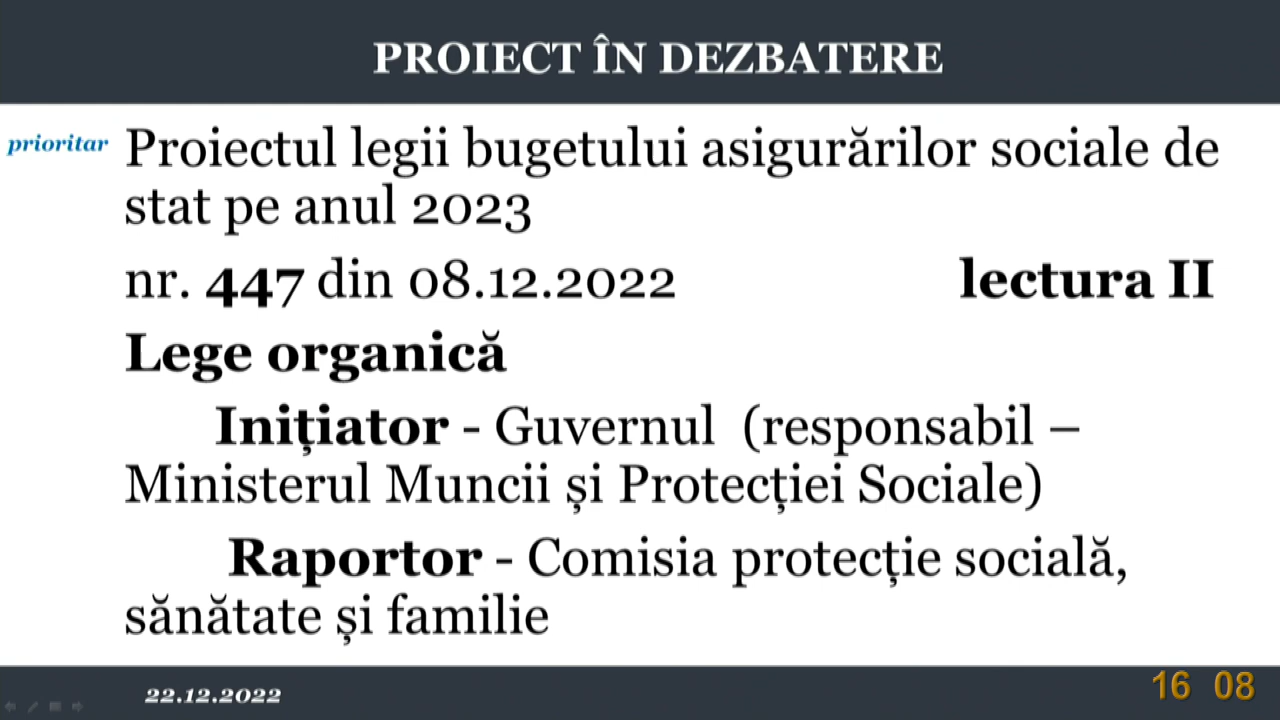 PROIECT ÎN DEZBATERE
prioritar Proiectul legii bugetului asigurărilor sociale de
stat pe anul 2023
nr. 447 din 08.12.2022 lectura II
Lege organică
Inițiator - Guvernul (responsabil –
Ministerul Muncii și Protecției Sociale)
Raportor - Comisia protecție socială,
sănătate și familie
22.12.2022 16 08